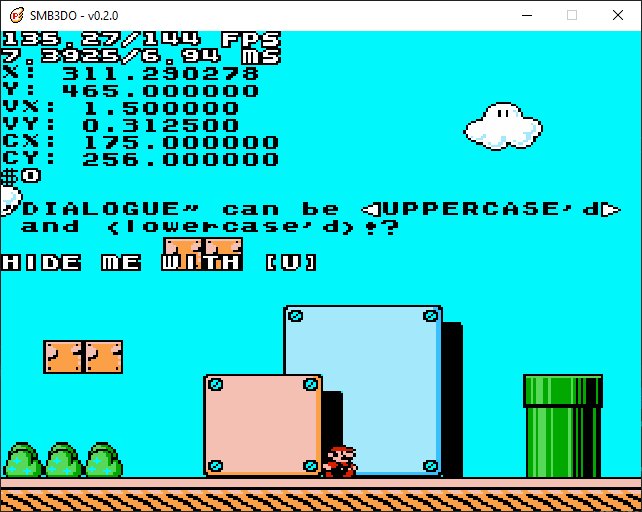 SMB3DO - v0.2.0
135.27/144 FPS
7.3925/6.94 ms
X: 311.290278
Y: 465.000000
VX: 1.500000
VY: 0.312500
CX: 175.000000
CY: 256.000000
#©
"DIALOGUE" can be ◁UPPERCASE'd▷
and (lowercase'd)!?
HIDE ME WITH [U]